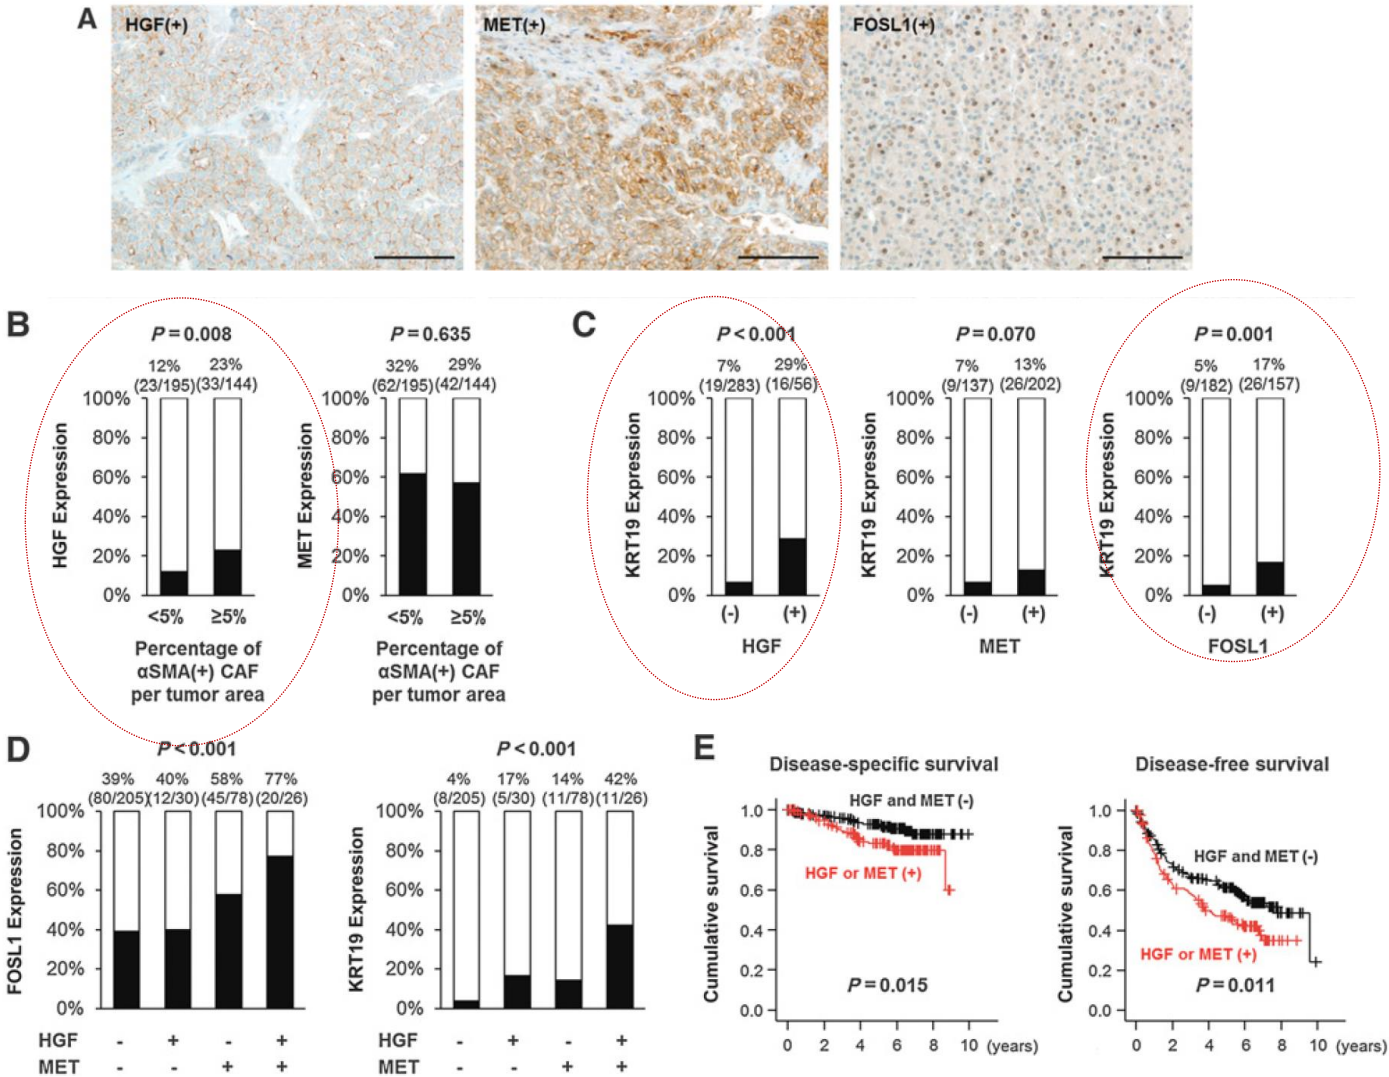 A
HGF(+)
MET(+)
FOSL1(+)
B
P = 0.008
12% 23%
(23/195) (33/144)
100%
80%
60%
40%
20%
0%
HGF Expression
<5% ≥5%
Percentage of
αSMA(+) CAF
per tumor area
P = 0.635
32% 29%
(62/195) (42/144)
100%
80%
60%
40%
20%
0%
MET Expression
<5% ≥5%
Percentage of
αSMA(+) CAF
per tumor area
C
P < 0.001
7% 29%
(19/283) (16/56)
100%
80%
60%
40%
20%
0%
KRT19 Expression
(-) (+)
HGF
P = 0.070
7% 13%
(9/137) (26/202)
100%
80%
60%
40%
20%
0%
KRT19 Expression
(-) (+)
MET
P = 0.001
5% 17%
(9/182) (26/157)
100%
80%
60%
40%
20%
0%
KRT19 Expression
(-) (+)
FOSL1
D
P < 0.001
39% 40% 58% 77%
(80/205) (12/30) (45/78) (20/26)
100%
80%
60%
40%
20%
0%
FOSL1 Expression
HGF - + - +
MET - - + +
P < 0.001
4% 17% 14% 42%
(8/205) (5/30) (11/78) (11/26)
100%
80%
60%
40%
20%
0%
KRT19 Expression
HGF - + - +
MET - - + +
E
Disease-specific survival
HGF and MET (-)
HGF or MET (+)
P = 0.015
Cumulative survival
1.0
0.8
0.6
0.4
0.2
0.0
0 2 4 6 8 10 (years)
Disease-free survival
HGF and MET (-)
HGF or MET (+)
P = 0.011
Cumulative survival
1.0
0.8
0.6
0.4
0.2
0.0
0 2 4 6 8 10 (years)